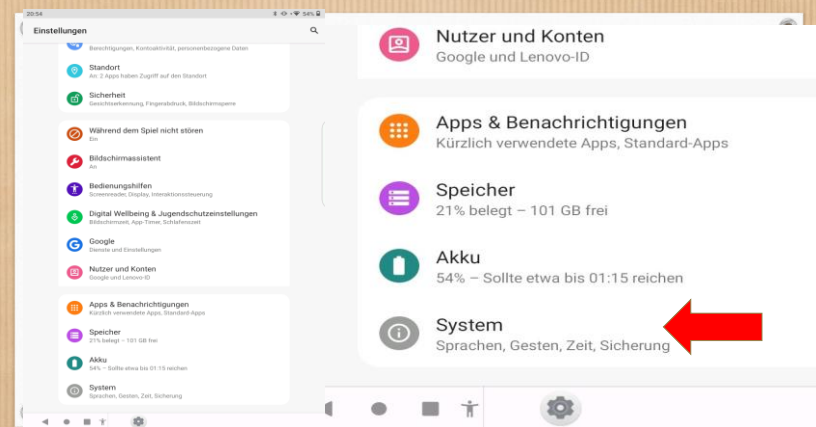 20:54
54%
Einstellungen
Berechtigungen, Kontoaktivität, personenbezogene Daten
Standort
An: 2 Apps haben Zugriff auf den Standort
Sicherheit
Gesichtserkennung, Fingerabdruck, Bildschirmsperre
Während dem Spiel nicht stören
Ein
Bildschirmassistent
An
Bedienungshilfen
Screenreader, Display, Interaktionssteuerung
Digital Wellbeing & Jugendschutzeinstellungen
Bildschirmzeit, App-Timer, Schlafenszeit
Google
Dienste und Einstellungen
Nutzer und Konten
Google und Lenovo-ID
Apps & Benachrichtigungen
Kürzlich verwendete Apps, Standard-Apps
Speicher
21% belegt – 101 GB frei
Akku
54% – Sollte etwa bis 01:15 reichen
System
Sprachen, Gesten, Zeit, Sicherung
Nutzer und Konten
Google und Lenovo-ID
Apps & Benachrichtigungen
Kürzlich verwendete Apps, Standard-Apps
Speicher
21% belegt – 101 GB frei
Akku
54% – Sollte etwa bis 01:15 reichen
System
Sprachen, Gesten, Zeit, Sicherung